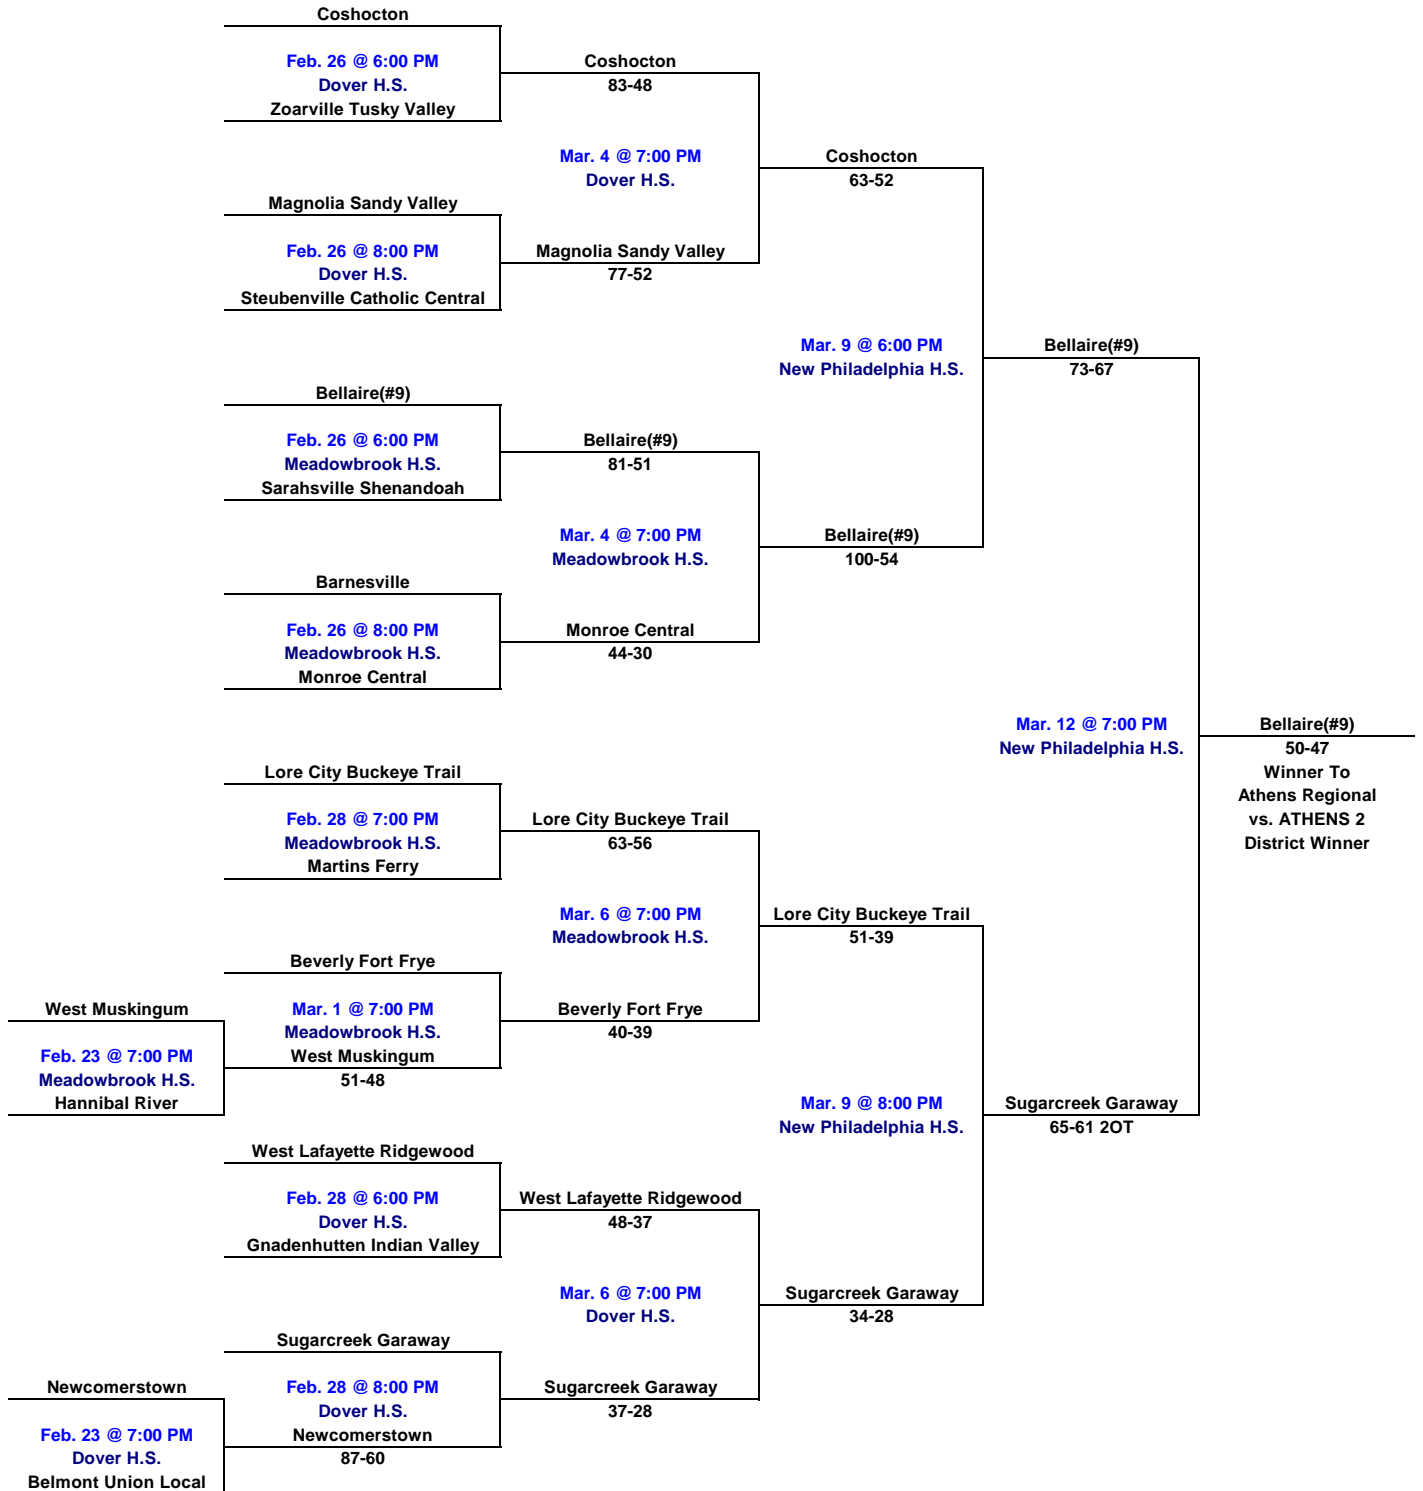 Coshocton
Feb. 26 @ 6:00 PM
Dover H.S.
Zoarville Tusky Valley
Coshocton
83-48
Mar. 4 @ 7:00 PM
Dover H.S.
Coshocton
63-52
Magnolia Sandy Valley
Feb. 26 @ 8:00 PM
Dover H.S.
Steubenville Catholic Central
Magnolia Sandy Valley
77-52
Mar. 9 @ 6:00 PM
New Philadelphia H.S.
Bellaire(#9)
73-67
Bellaire(#9)
Feb. 26 @ 6:00 PM
Meadowbrook H.S.
Sarahsville Shenandoah
Bellaire(#9)
81-51
Mar. 4 @ 7:00 PM
Meadowbrook H.S.
Bellaire(#9)
100-54
Barnesville
Feb. 26 @ 8:00 PM
Meadowbrook H.S.
Monroe Central
Monroe Central
44-30
Mar. 12 @ 7:00 PM
New Philadelphia H.S.
Bellaire(#9)
50-47
Winner To
Athens Regional
vs. ATHENS 2
District Winner
Lore City Buckeye Trail
Feb. 28 @ 7:00 PM
Meadowbrook H.S.
Martins Ferry
Lore City Buckeye Trail
63-56
Mar. 6 @ 7:00 PM
Meadowbrook H.S.
Lore City Buckeye Trail
51-39
Beverly Fort Frye
Mar. 1 @ 7:00 PM
Meadowbrook H.S.
West Muskingum
51-48
Beverly Fort Frye
40-39
West Muskingum
Feb. 23 @ 7:00 PM
Meadowbrook H.S.
Hannibal River
Mar. 9 @ 8:00 PM
New Philadelphia H.S.
Sugarcreek Garaway
65-61 2OT
West Lafayette Ridgewood
Feb. 28 @ 6:00 PM
Dover H.S.
Gnadenhutten Indian Valley
West Lafayette Ridgewood
48-37
Mar. 6 @ 7:00 PM
Dover H.S.
Sugarcreek Garaway
34-28
Sugarcreek Garaway
Feb. 28 @ 8:00 PM
Dover H.S.
Newcomerstown
87-60
Sugarcreek Garaway
37-28
Newcomerstown
Feb. 23 @ 7:00 PM
Dover H.S.
Belmont Union Local